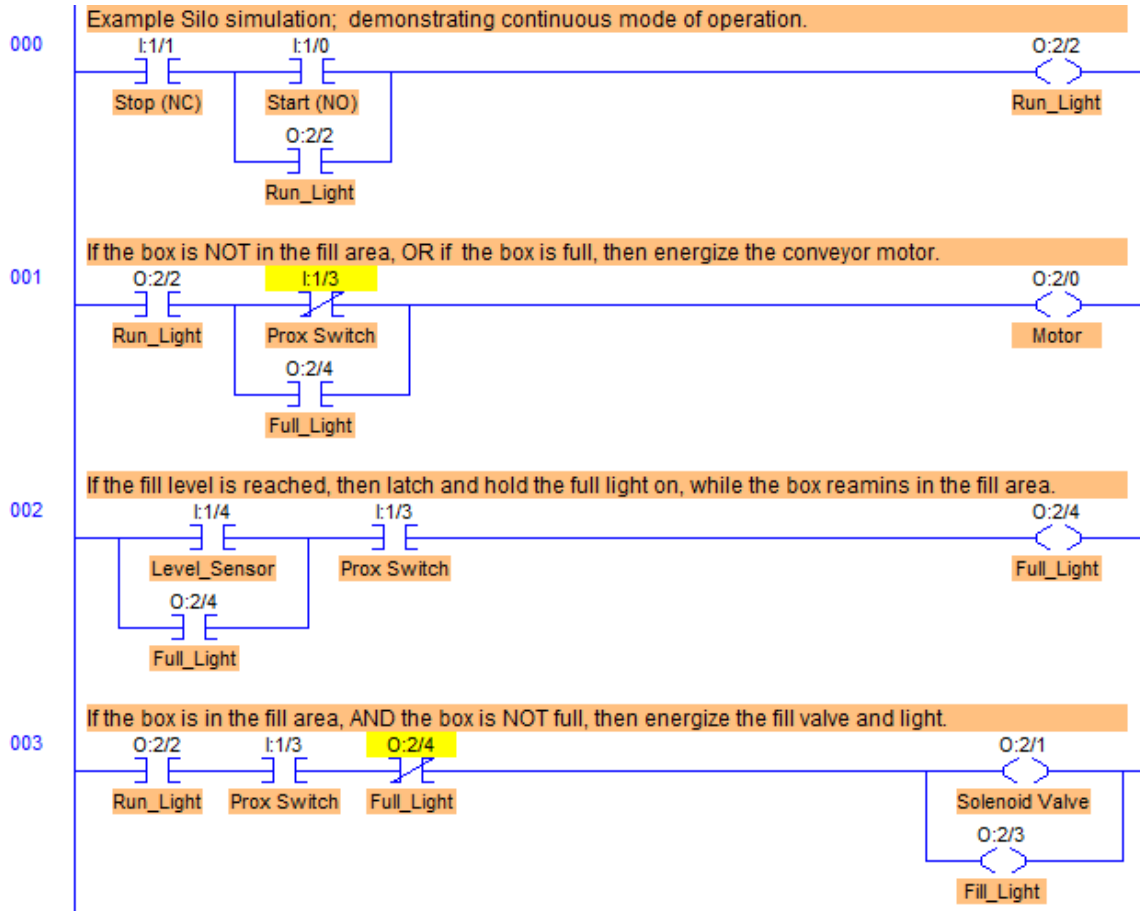 Example Silo simulation; demonstrating continuous mode of operation.
000
I:1/1 I:1/0 O:2/2
Stop (NC) Start (NO) Run_Light
O:2/2
Run_Light
If the box is NOT in the fill area, OR if the box is full, then energize the conveyor motor.
001
O:2/2 I:1/3 O:2/0
Run_Light Prox Switch Motor
O:2/4
Full_Light
If the fill level is reached, then latch and hold the full light on, while the box reamins in the fill area.
002
I:1/4 I:1/3 O:2/4
Level_Sensor Prox Switch Full_Light
O:2/4
Full_Light
If the box is in the fill area, AND the box is NOT full, then energize the fill valve and light.
003
O:2/2 I:1/3 O:2/4 O:2/1
Run_Light Prox Switch Full_Light Solenoid Valve
O:2/3
Fill_Light